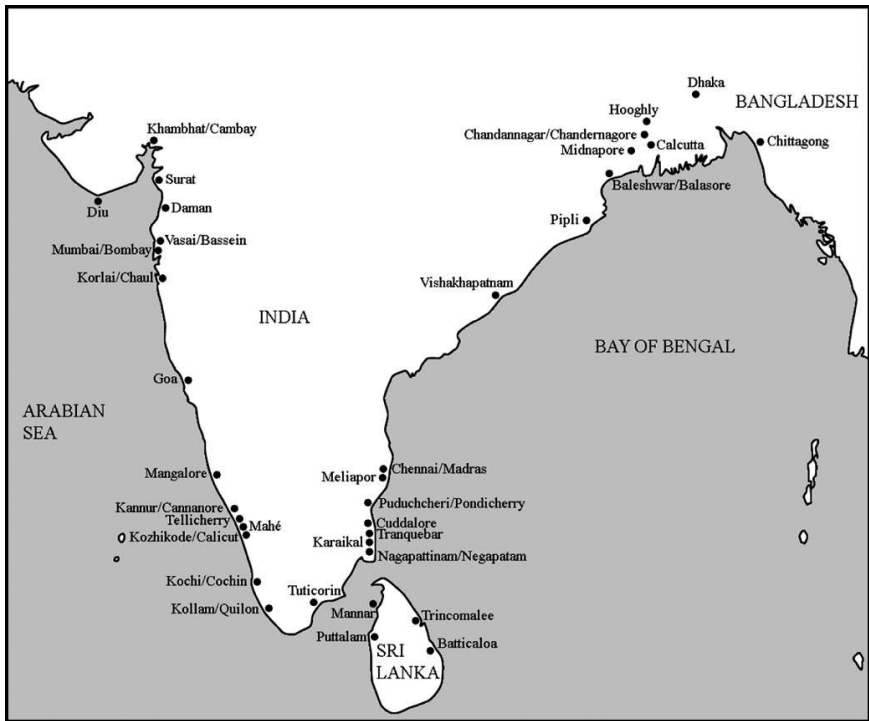 Dhaka
BANGLADESH
Hooghly
Khambhat/Cambay
Chandannagar/Chandernagore
Calcutta
Chittagong
Midnapore
Surat
Baleshwar/Balasore
Diu
Daman
Pipli
Vasai/Bassein
Mumbai/Bombay
Korlai/Chaul
Vishakhapatnam
INDIA
BAY OF BENGAL
Goa
ARABIAN
SEA
Chennai/Madras
Mangalore
Meliapor
Puduchcheri/Pondicherry
Kannur/Cannanore
Tellicherry
Cuddalore
Mahé
Tranquebar
Kozhikode/Calicut
Karaikal
Nagapattinam/Negapatam
Kochi/Cochin
Tuticorin
Kollam/Quilon
Mannar
Trincomalee
Puttalam
Batticaloa
SRI
LANKA